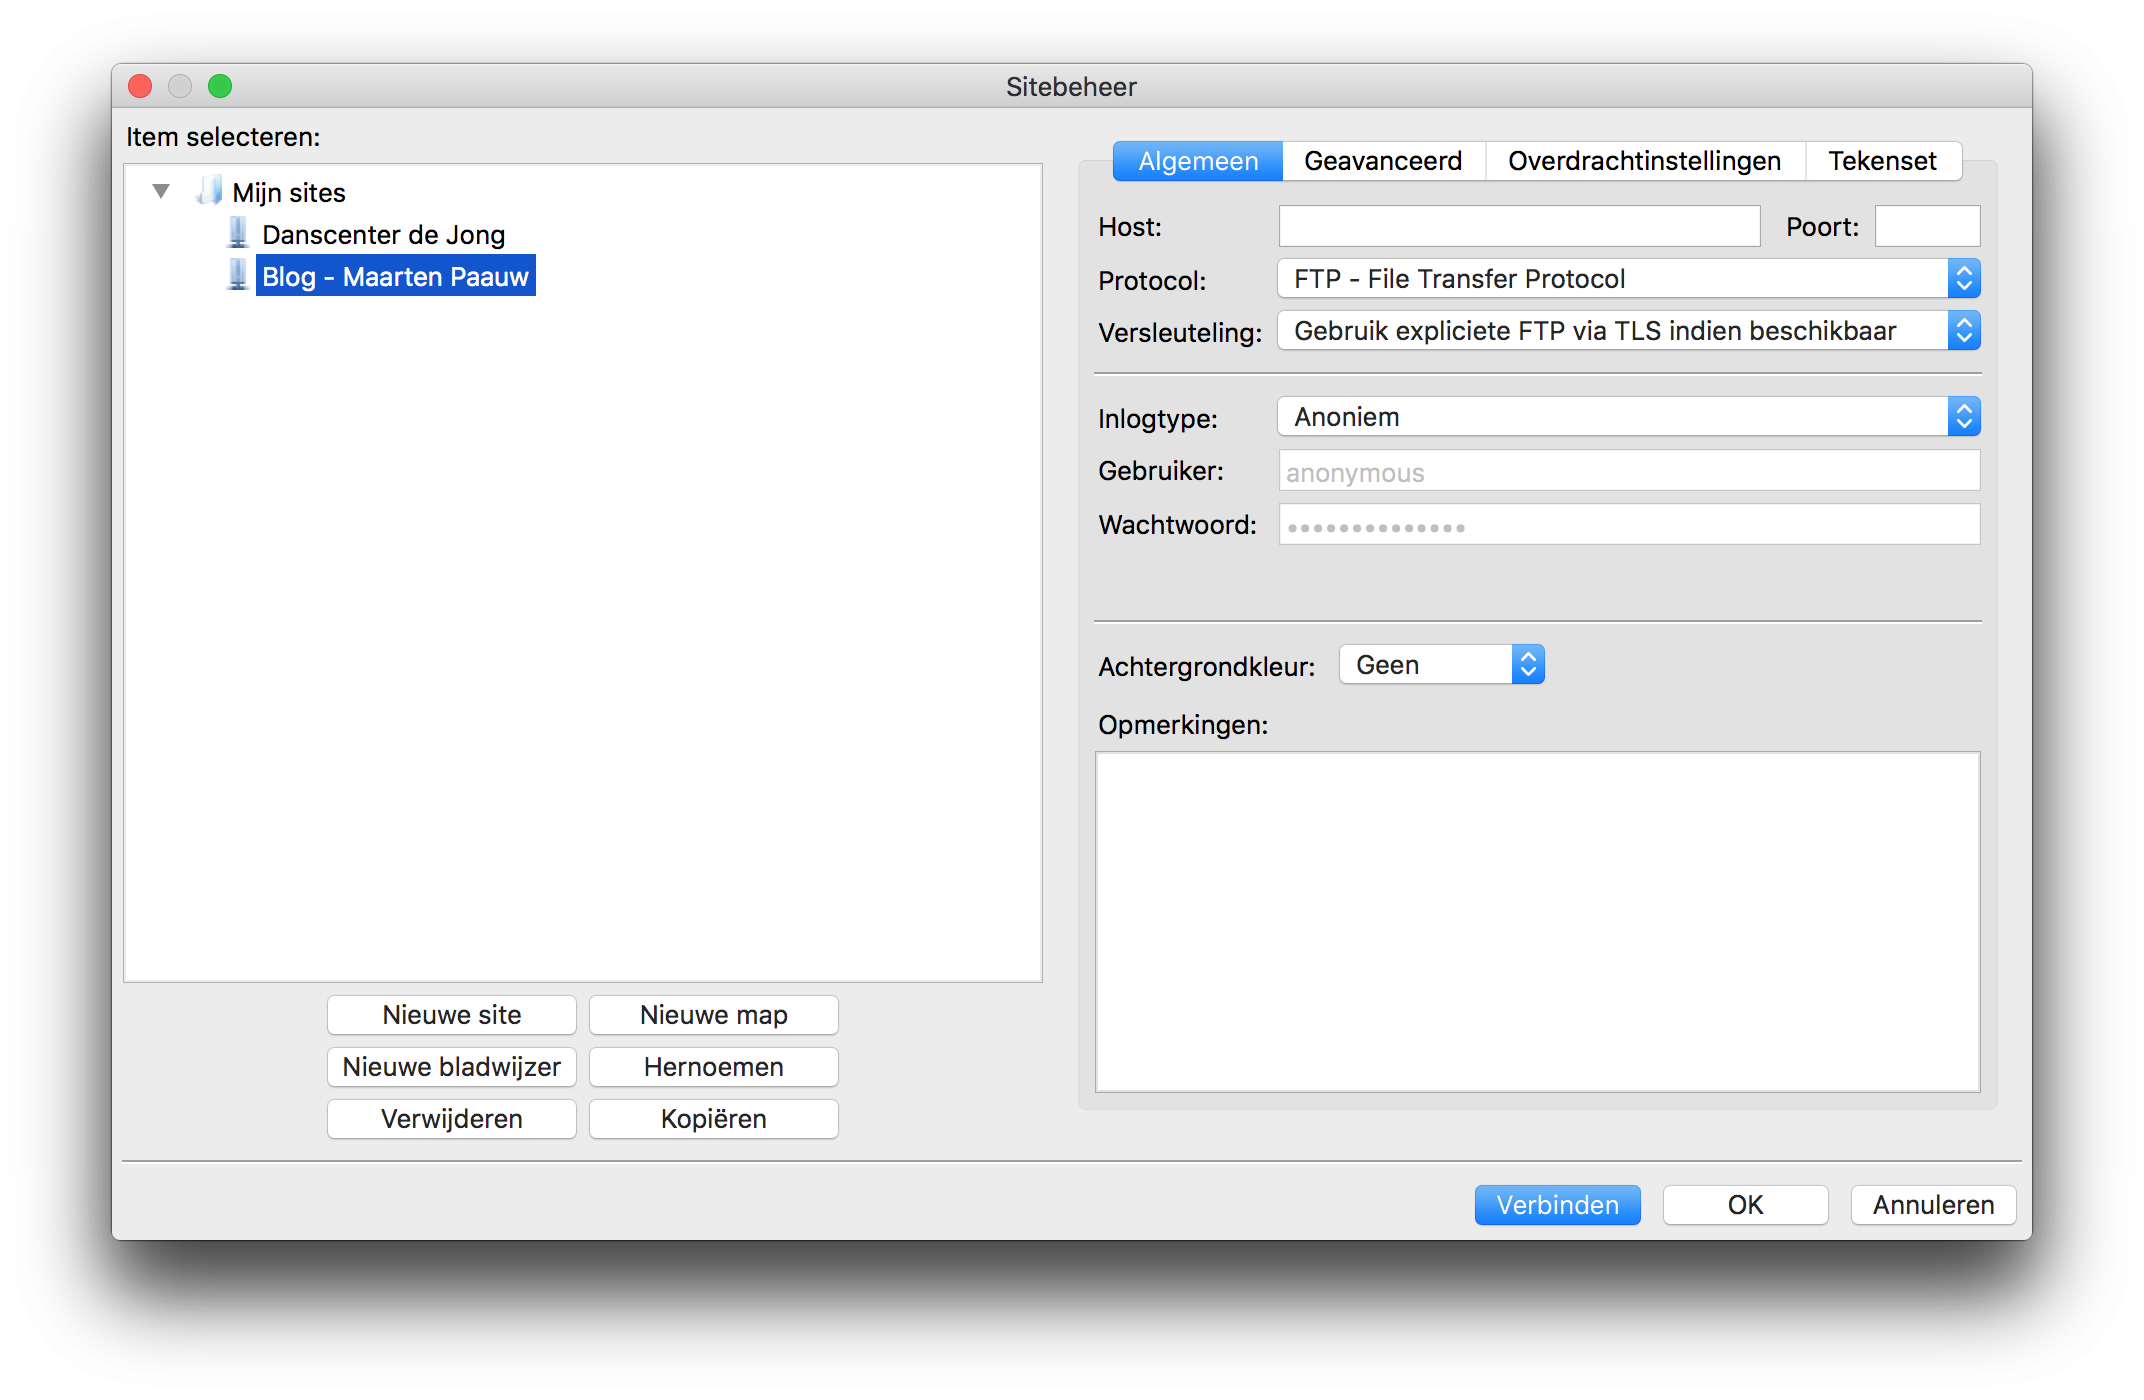 Sitebeheer
Item selecteren:
Mijn sites
Danscenter de Jong
Blog - Maarten Paauw
Nieuwe site
Nieuwe map
Nieuwe bladwijzer
Hernoemen
Verwijderen
Kopiëren
Algemeen
Geavanceerd
Overdrachtinstellingen
Tekenset
Host:
Poort:
Protocol:
FTP - File Transfer Protocol
Versleuteling:
Gebruik expliciete FTP via TLS indien beschikbaar
Inlogtype:
Anoniem
Gebruiker:
anonymous
Wachtwoord:
••••••••••••••
Achtergrondkleur:
Geen
Opmerkingen:
Verbinden
OK
Annuleren